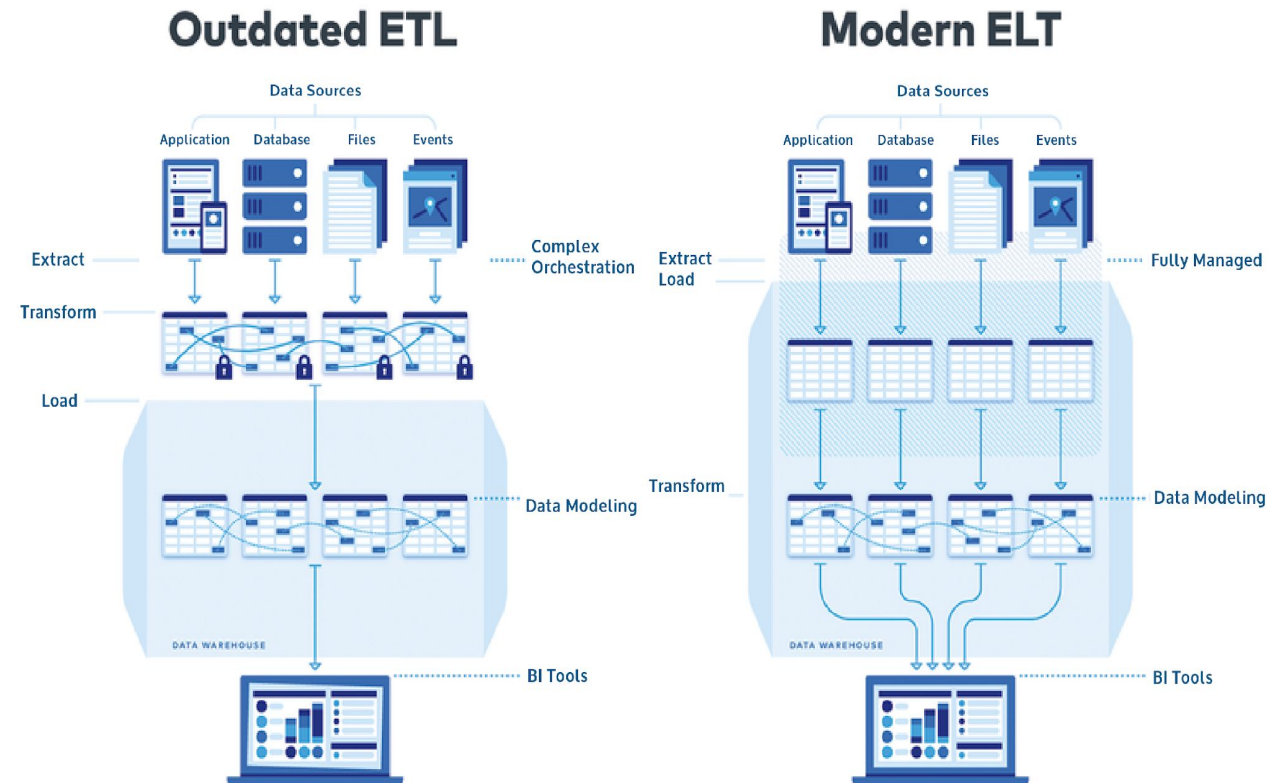 Outdated ETL
Data Sources
Application
Database
Files
Events
Extract
Complex
Orchestration
Transform
Load
Data Modeling
DATA WAREHOUSE
BI Tools
Modern ELT
Data Sources
Application
Database
Files
Events
Extract
Load
Fully Managed
Transform
Data Modeling
DATA WAREHOUSE
BI Tools